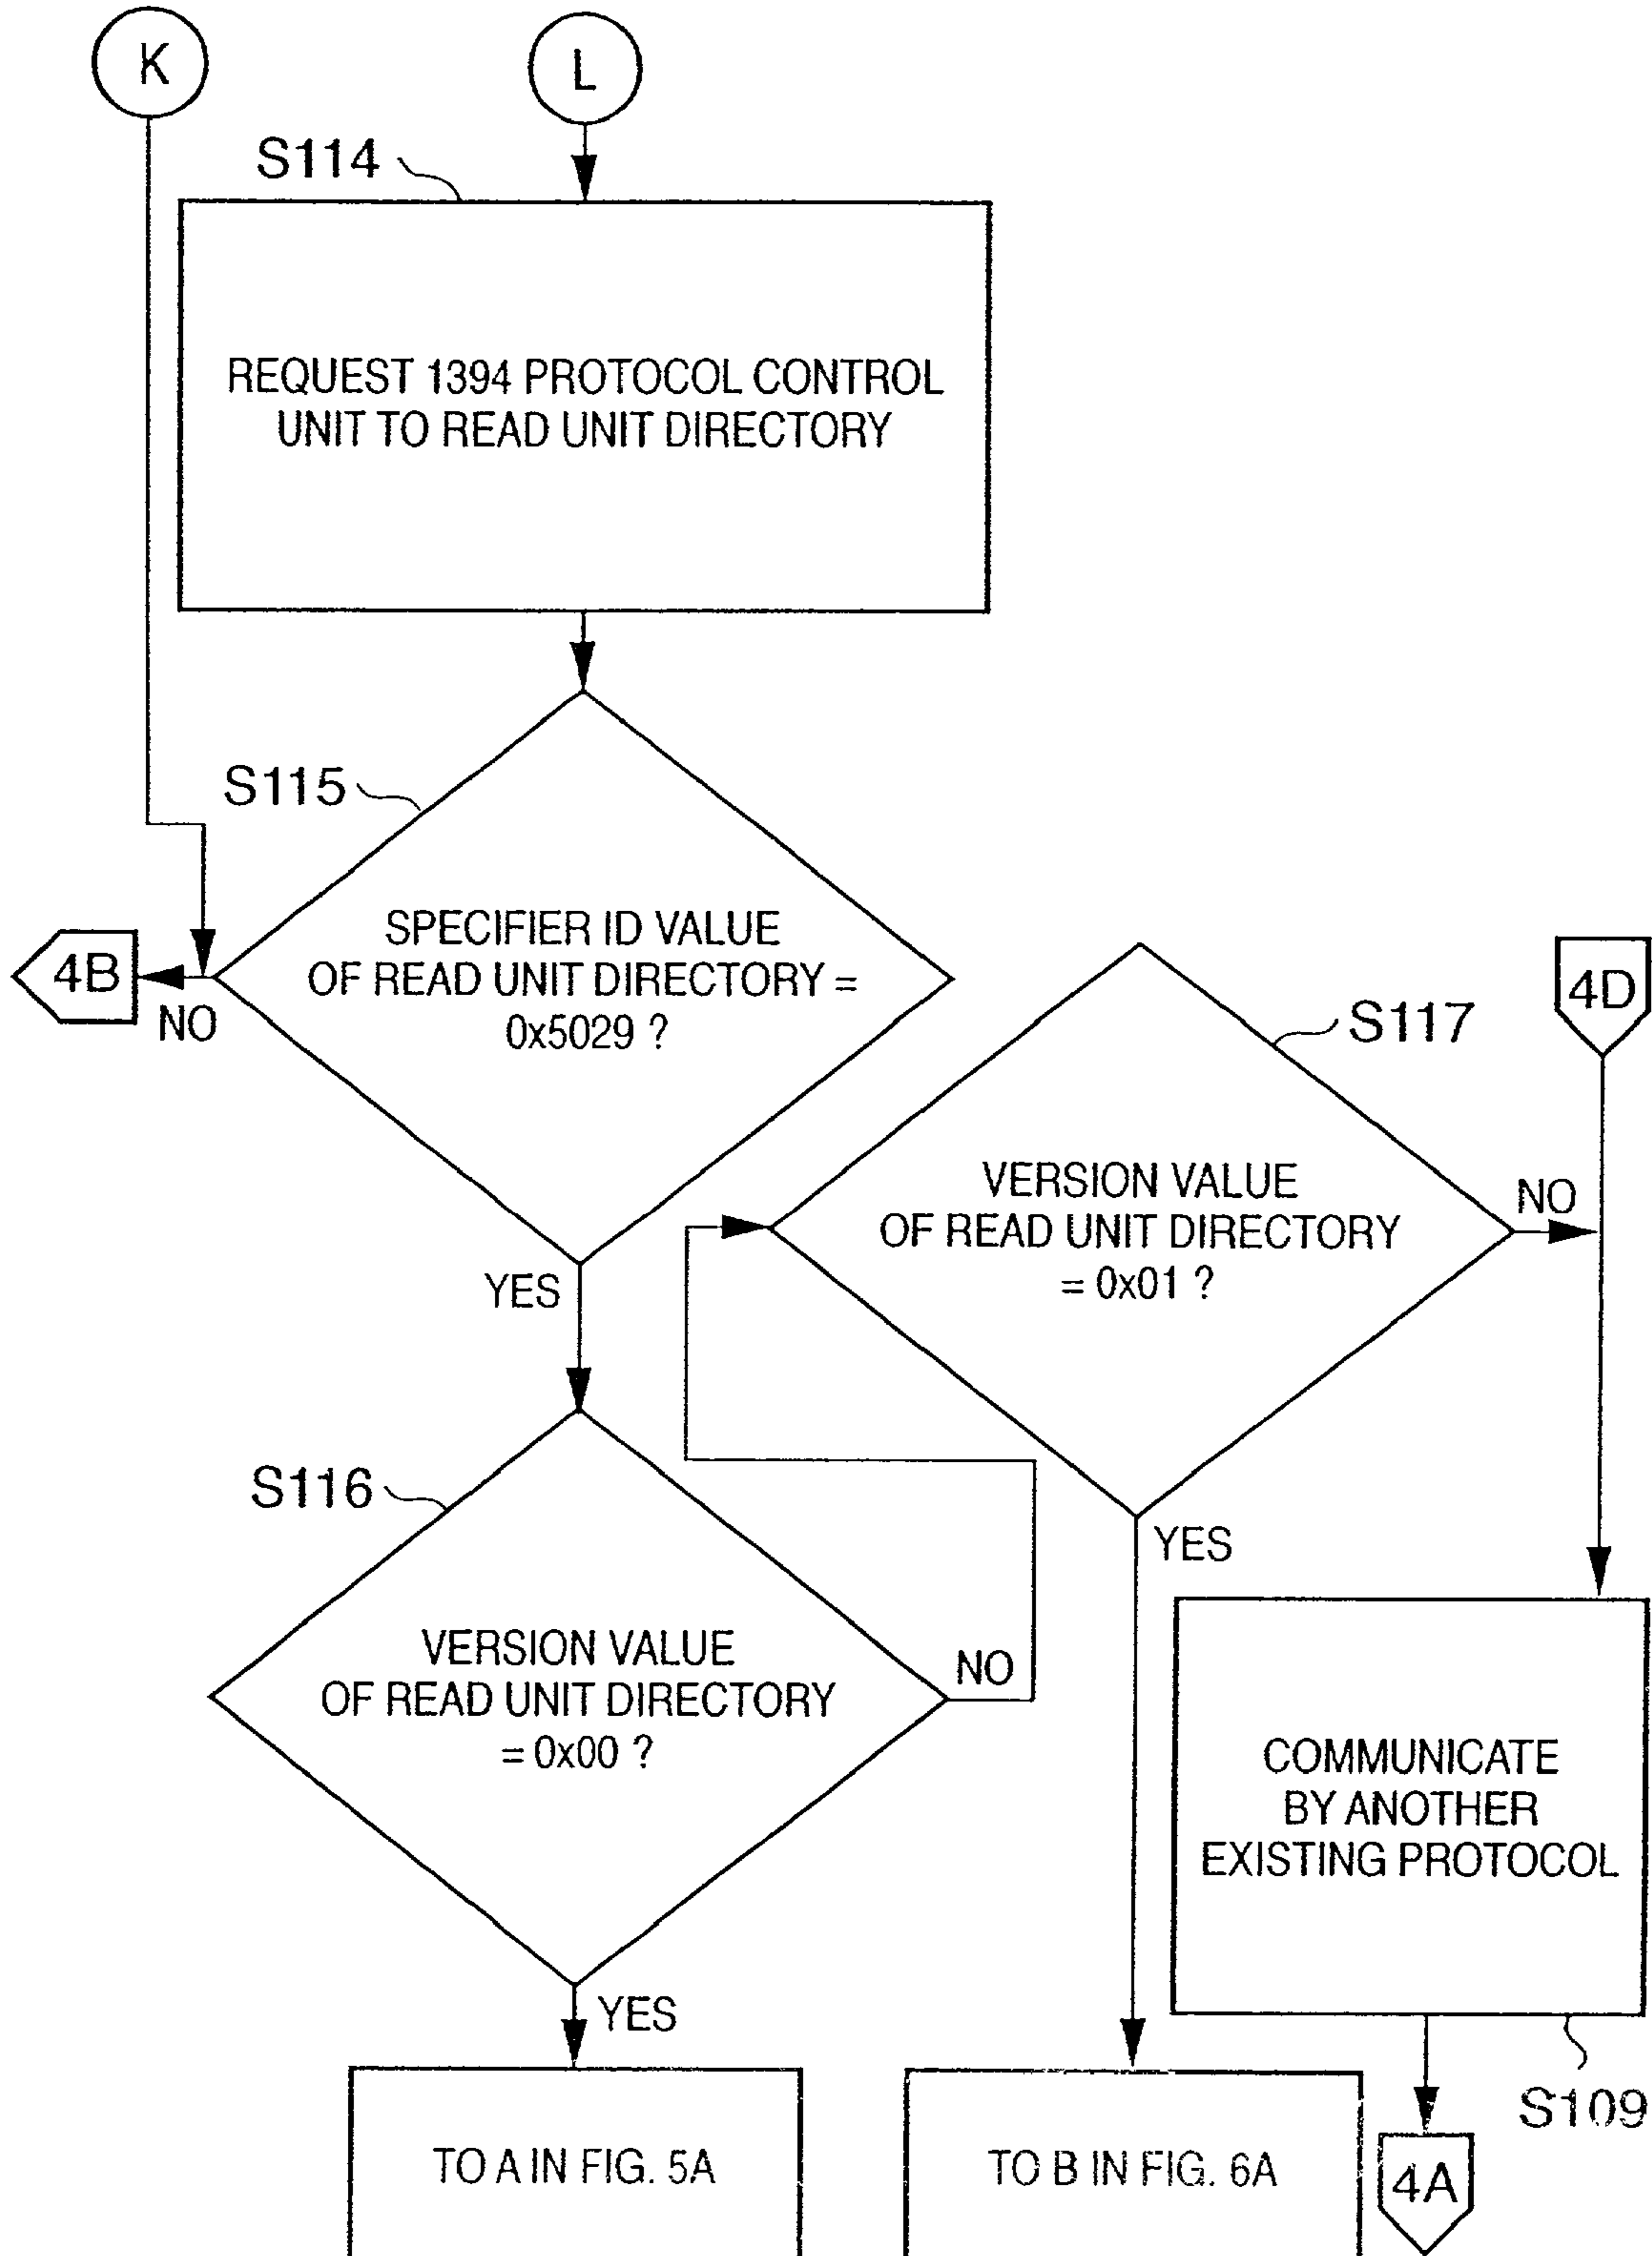 K
L
S114
REQUEST 1394 PROTOCOL CONTROL
UNIT TO READ UNIT DIRECTORY
S115
SPECIFIER ID VALUE
OF READ UNIT DIRECTORY =
0x5029 ?
4B
NO
YES
S117
4D
VERSION VALUE
OF READ UNIT DIRECTORY
= 0x01 ?
NO
YES
S116
VERSION VALUE
OF READ UNIT DIRECTORY
= 0x00 ?
NO
YES
COMMUNICATE
BY ANOTHER
EXISTING PROTOCOL
S109
TO A IN FIG. 5A
TO B IN FIG. 6A
4A